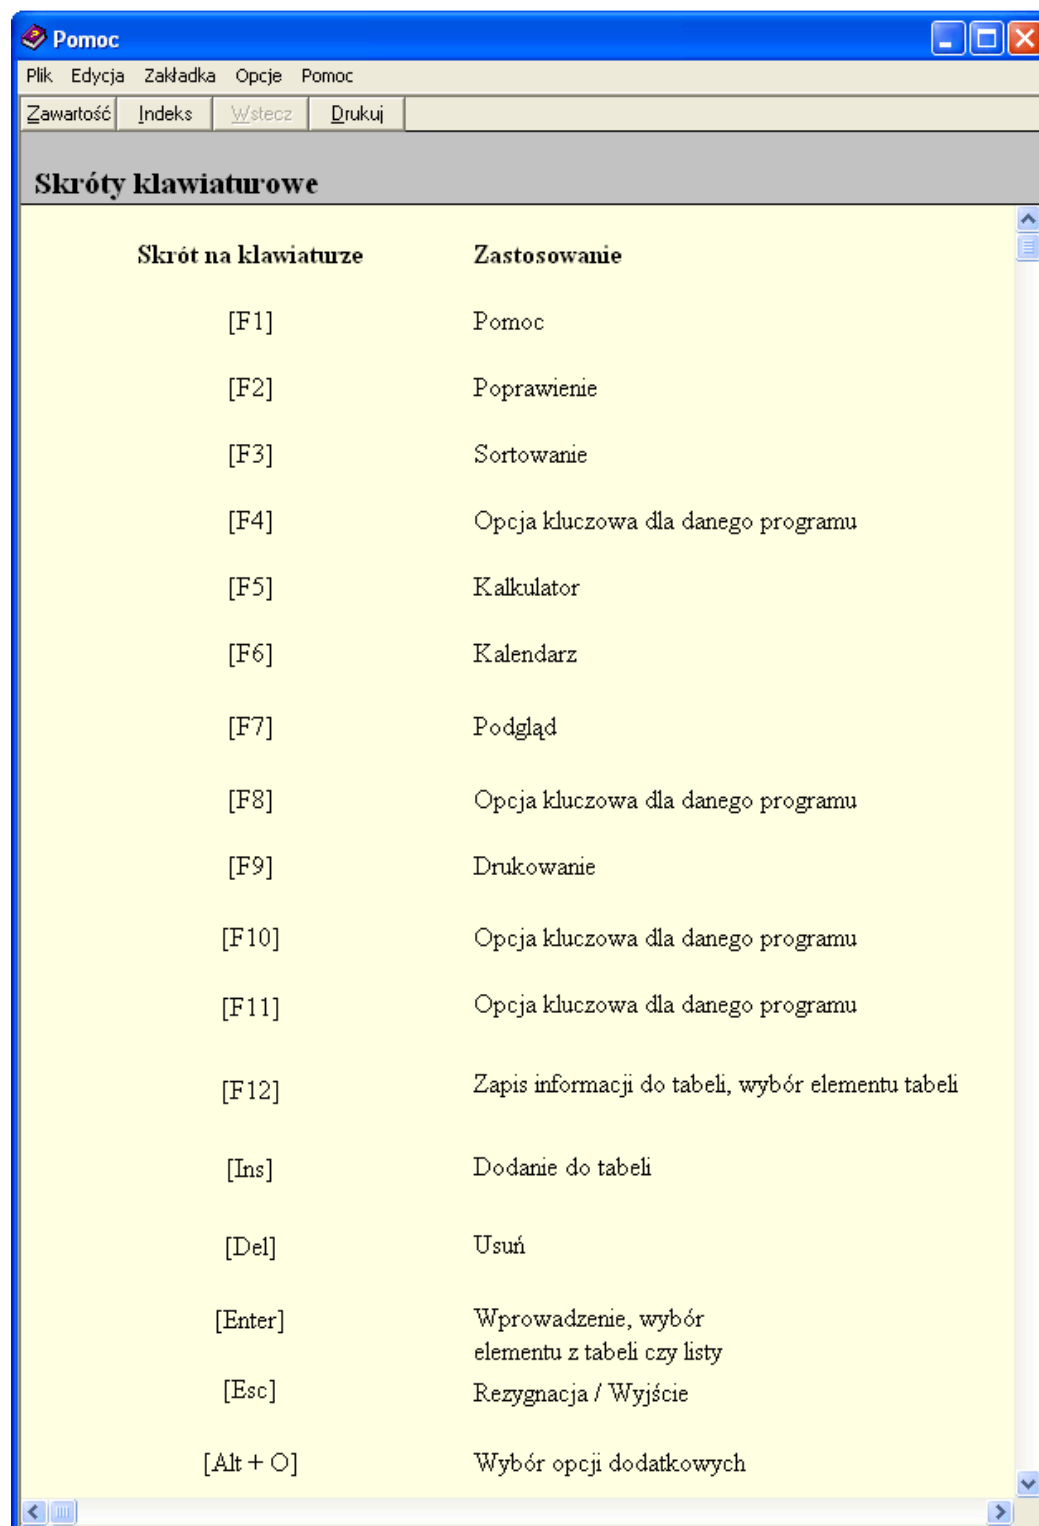 Pomoc
Plik Edycja Zakładka Opcje Pomoc
Zawartość Indeks Wstecz Drukuj
Skróty klawiaturowe
Skrót na klawiaturze Zastosowanie
[F1] Pomoc
[F2] Poprawienie
[F3] Sortowanie
[F4] Opcja kluczowa dla danego programu
[F5] Kalkulator
[F6] Kalendarz
[F7] Podgląd
[F8] Opcja kluczowa dla danego programu
[F9] Drukowanie
[F10] Opcja kluczowa dla danego programu
[F11] Opcja kluczowa dla danego programu
[F12] Zapis informacji do tabeli, wybór elementu tabeli
[Ins] Dodanie do tabeli
[Del] Usuń
[Enter] Wprowadzenie, wybór
elementu z tabeli czy listy
[Esc] Rezygnacja / Wyjście
[Alt + O] Wybór opcji dodatkowych